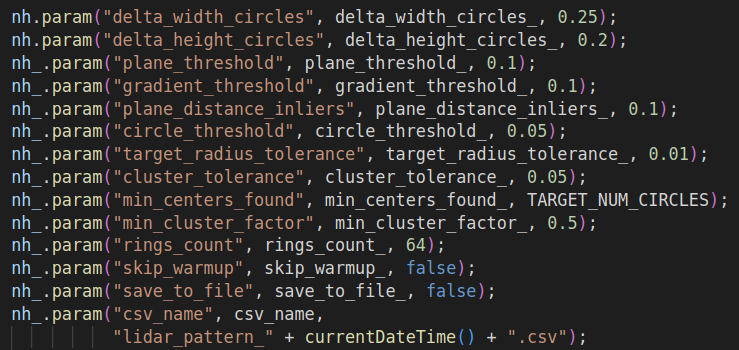 nh.param("delta_width_circles", delta_width_circles_, 0.25);
nh.param("delta_height_circles", delta_height_circles_, 0.2);
nh_.param("plane_threshold", plane_threshold_, 0.1);
nh_.param("gradient_threshold", gradient_threshold_, 0.1);
nh_.param("plane_distance_inliers", plane_distance_inliers_, 0.1);
nh_.param("circle_threshold", circle_threshold_, 0.05);
nh_.param("target_radius_tolerance", target_radius_tolerance_, 0.01);
nh_.param("cluster_tolerance", cluster_tolerance_, 0.05);
nh_.param("min_centers_found", min_centers_found_, TARGET_NUM_CIRCLES);
nh_.param("min_cluster_factor", min_cluster_factor_, 0.5);
nh_.param("rings_count", rings_count_, 64);
nh_.param("skip_warmup", skip_warmup_, false);
nh_.param("save_to_file", save_to_file_, false);
nh_.param("csv_name", csv_name,
"lidar_pattern_" + currentDateTime() + ".csv");